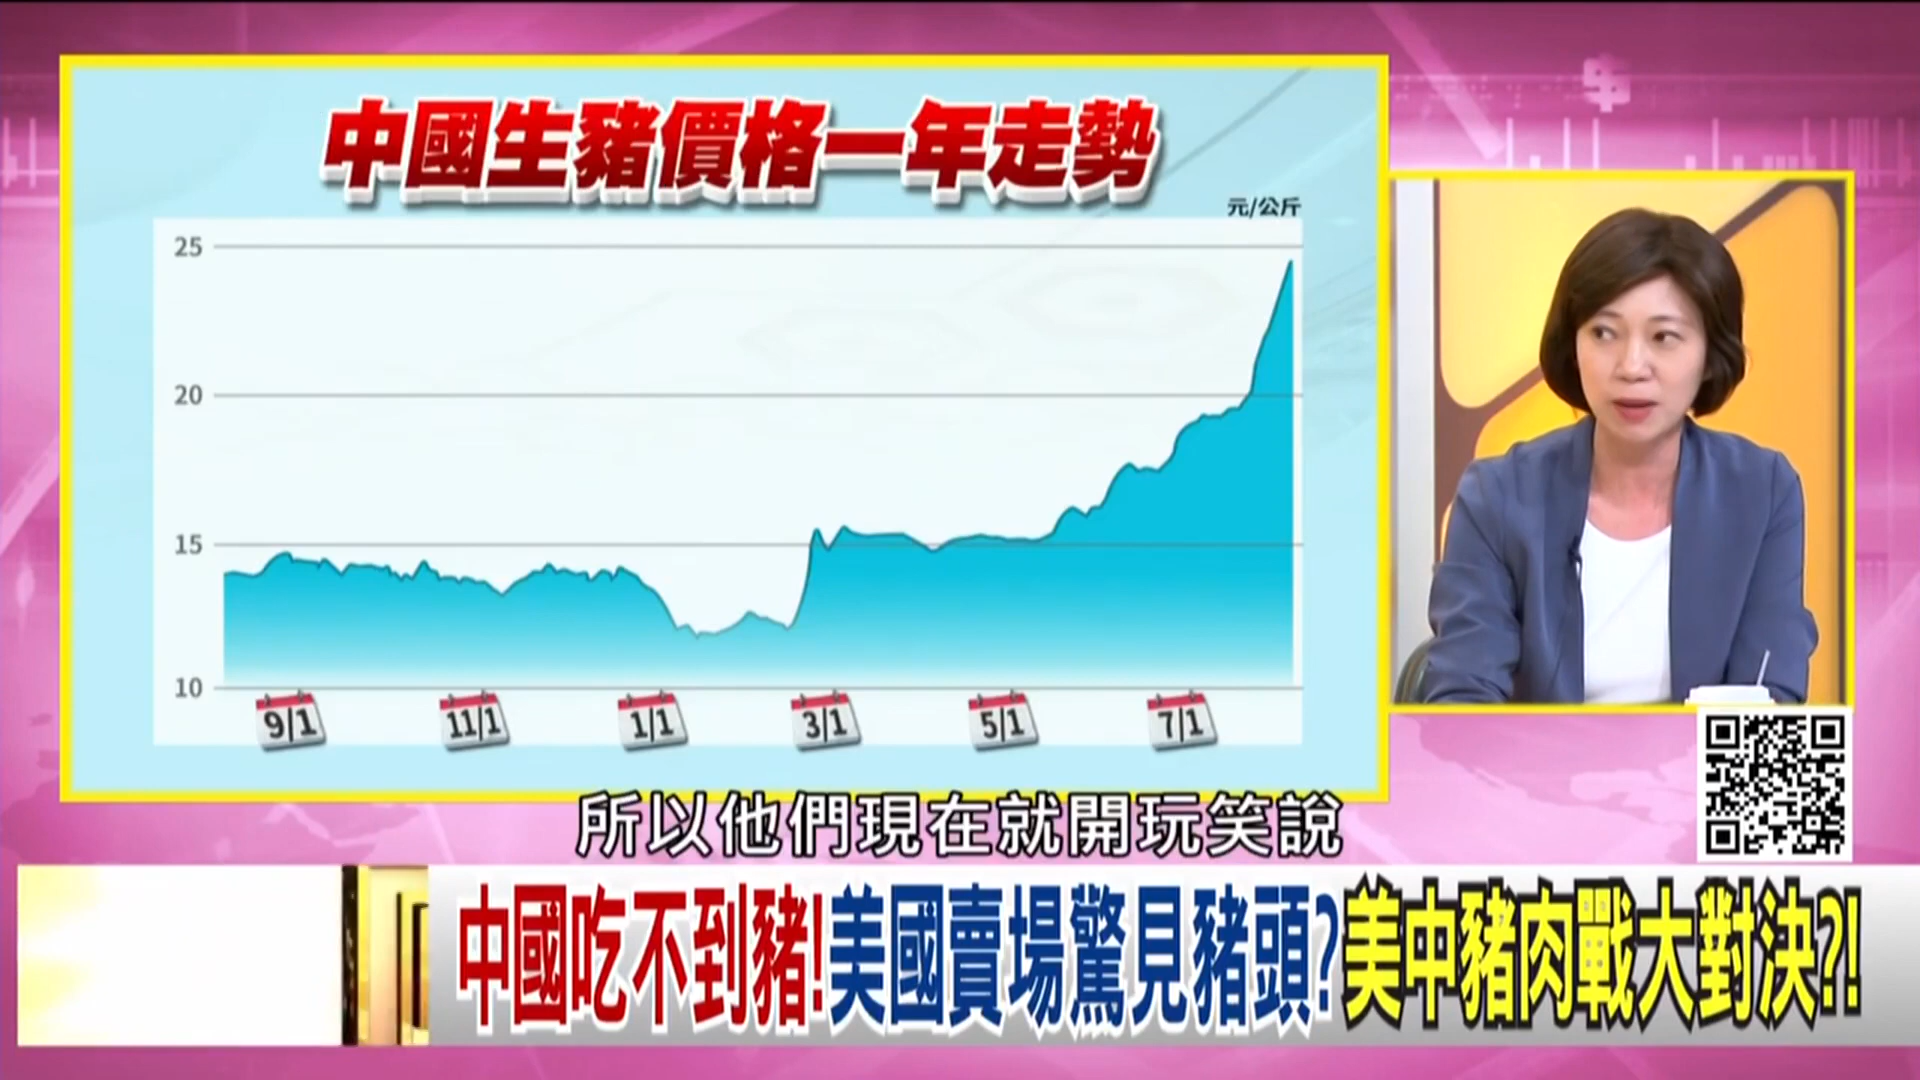 中國生豬價格一年走勢
元/公斤
25
20
15
10
9/1 11/1 1/1 3/1 5/1 7/1
所以他們現在就開玩笑說
中國吃不到豬!美國賣場驚見豬頭?美中豬肉戰大對決?!